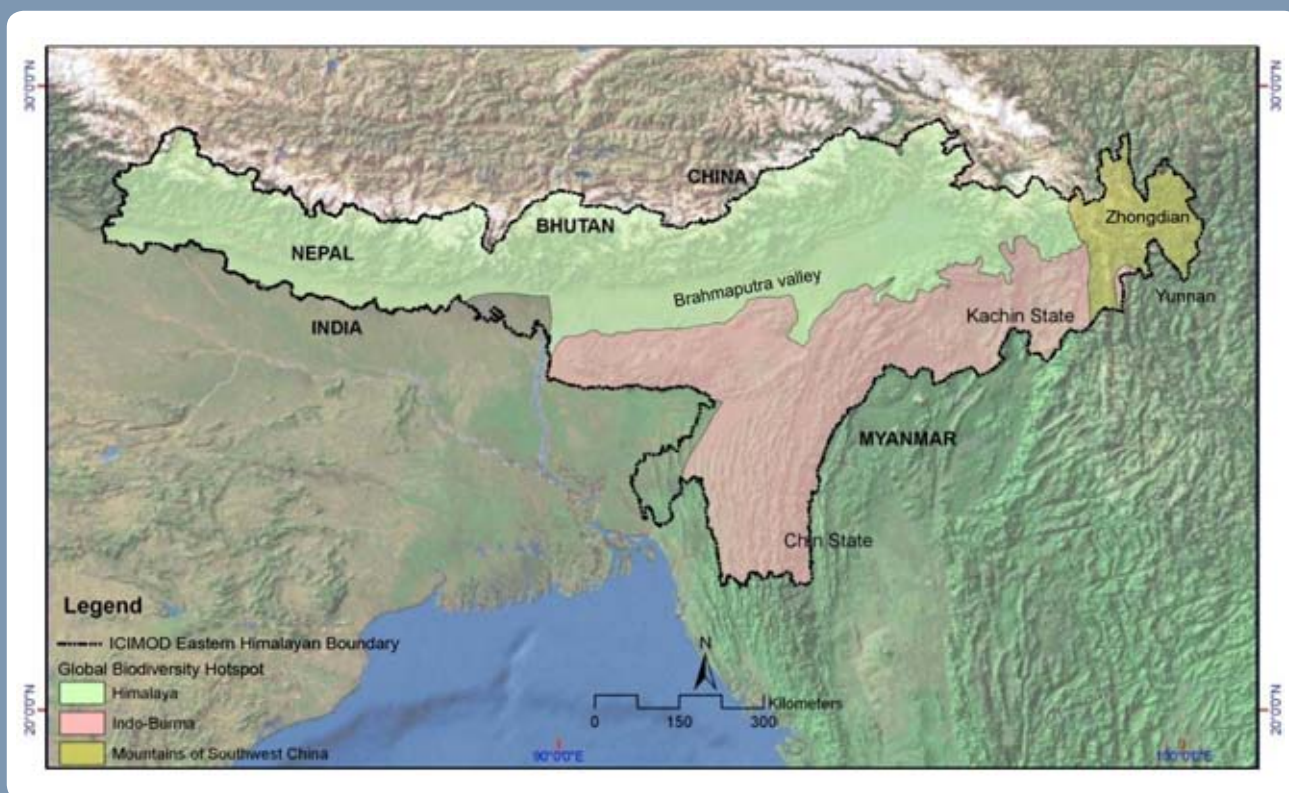 30°0'0"N
30°0'0"N
CHINA
Zhongdian
BHUTAN
NEPAL
Brahmaputra valley
Yunnan
Kachin State
INDIA
MYANMAR
Chin State
Legend
ICIMOD Eastern Himalayan Boundary
Global Biodiversity Hotspot
Himalaya
Indo-Burma
Mountains of Southwest China
N
Kilometers
0 150 300
20°0'0"N
20°0'0"N
90°0'0"E
100°0'0"E